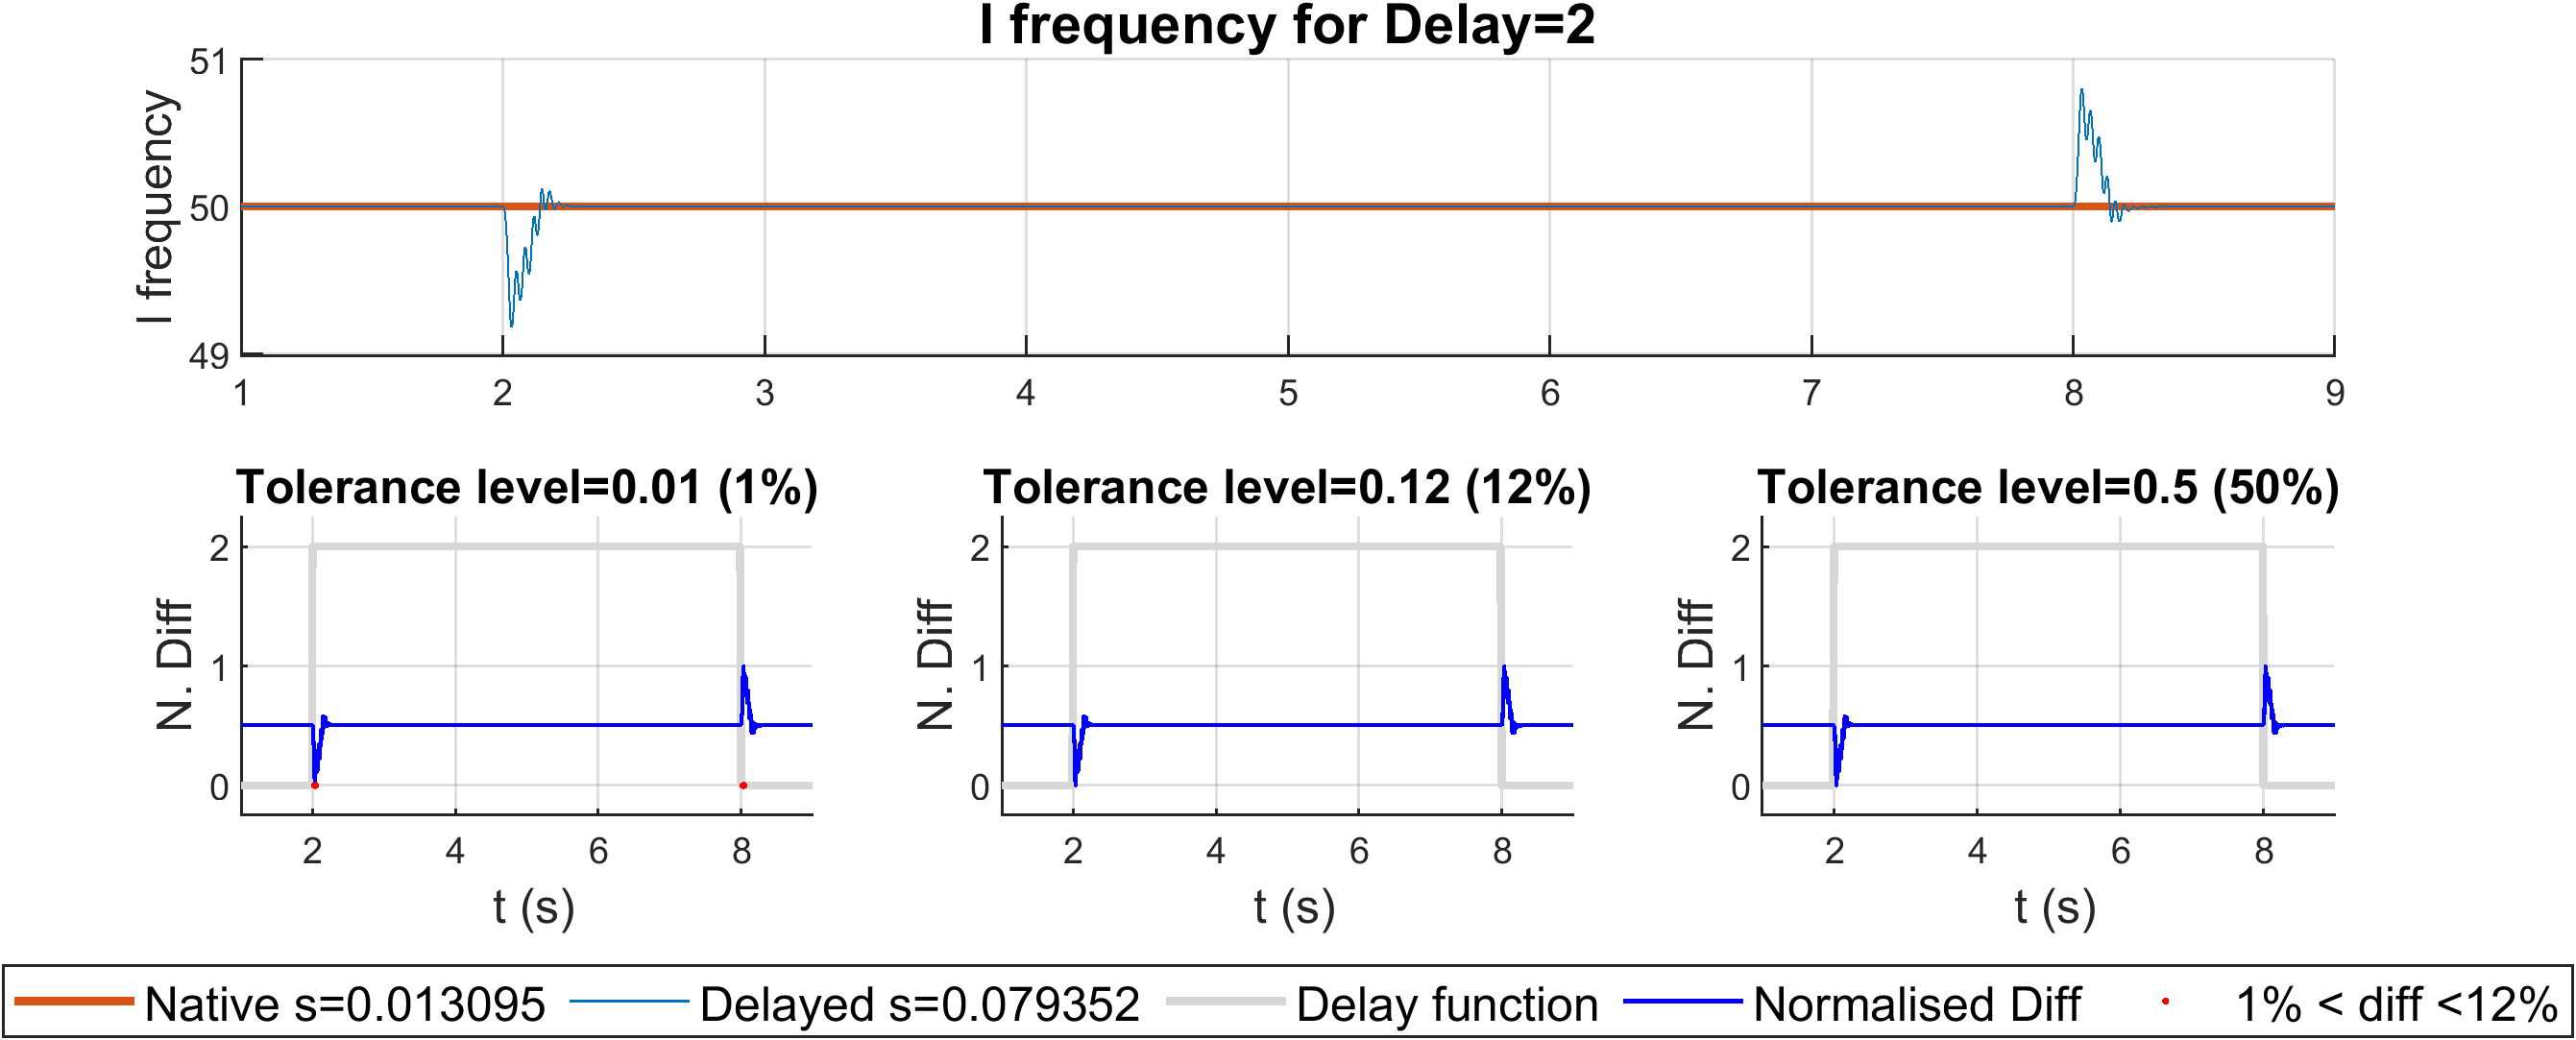 I frequency for Delay=2
I frequency
51
50
49
1 2 3 4 5 6 7 8 9
Tolerance level=0.01 (1%)
N. Diff
2
1
0
2 4 6 8
t (s)
Tolerance level=0.12 (12%)
N. Diff
2
1
0
2 4 6 8
t (s)
Tolerance level=0.5 (50%)
N. Diff
2
1
0
2 4 6 8
t (s)
Native s=0.013095 Delayed s=0.079352 Delay function Normalised Diff 1% < diff <12%